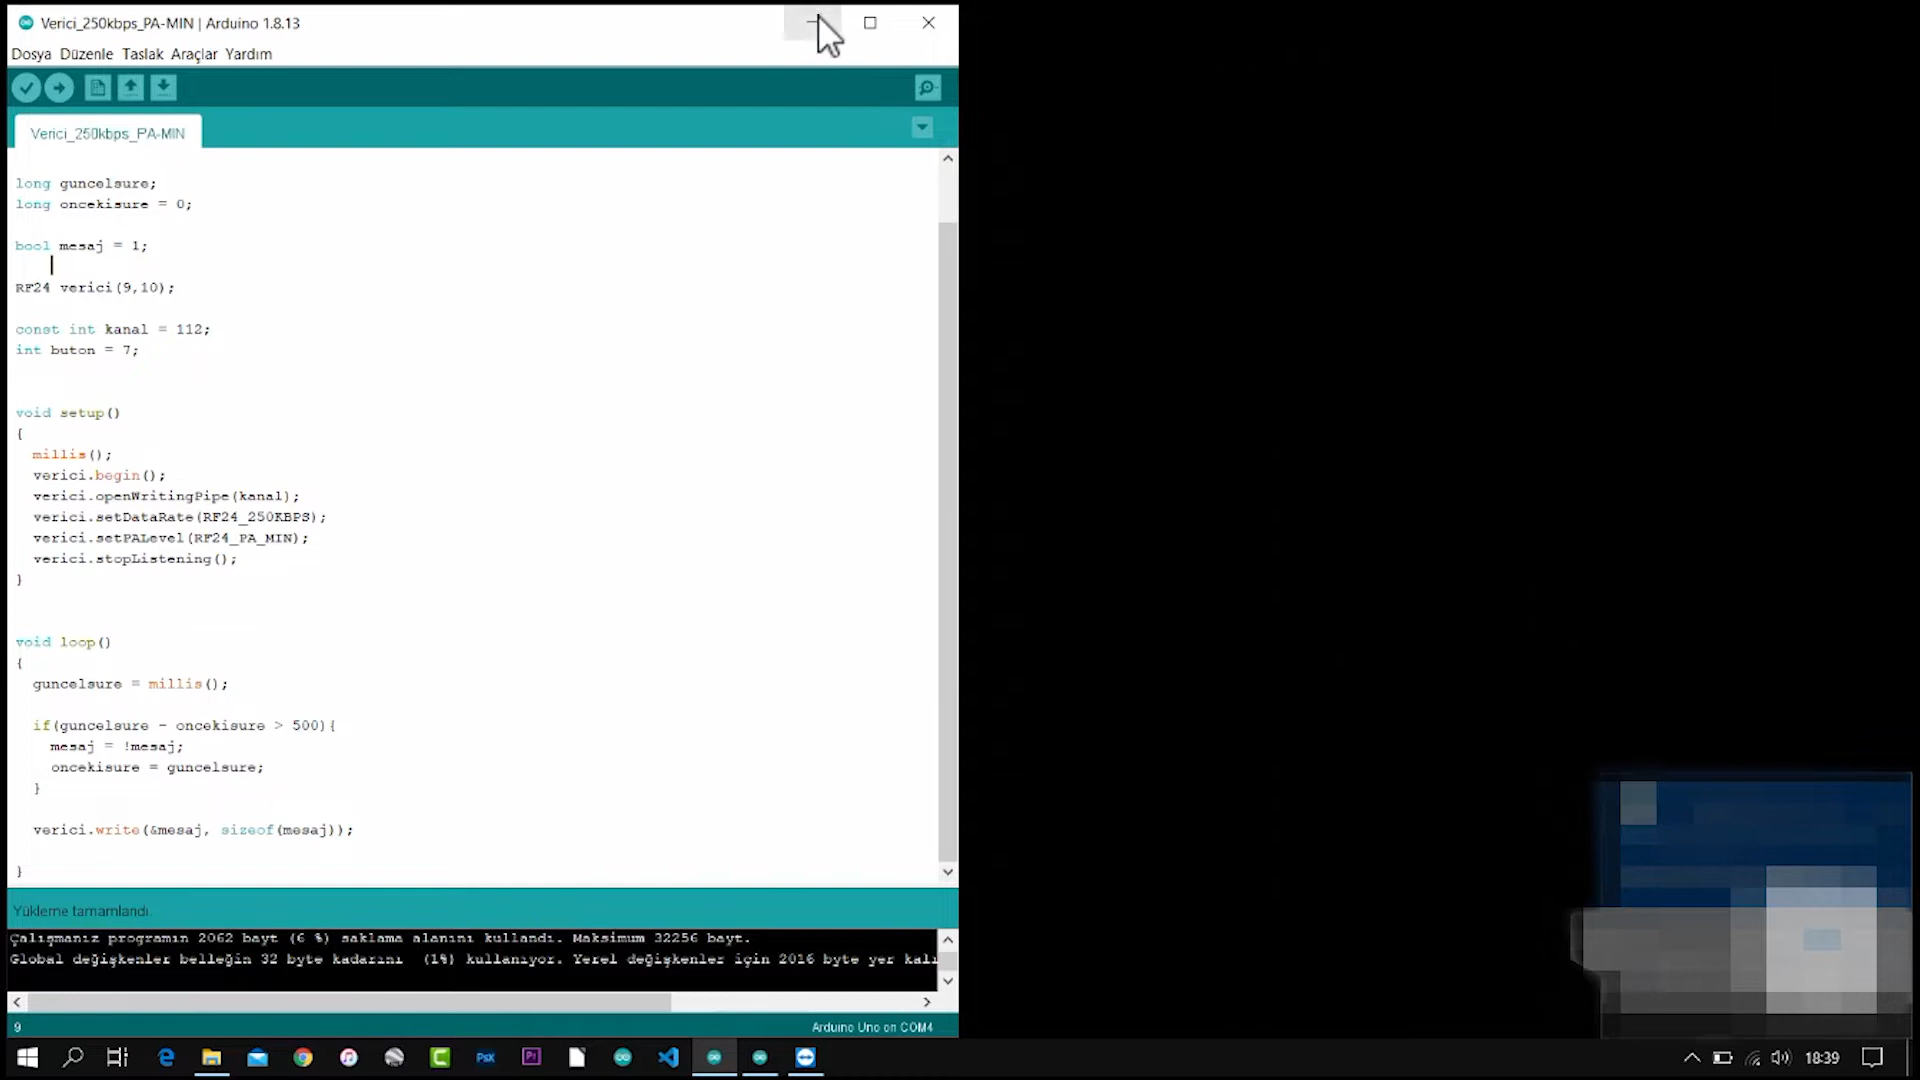 Verici_250kbps_PA-MIN | Arduino 1.8.13
Dosya Düzenle Taslak Araçlar Yardım
Verici_250kbps_PA-MIN
long guncelsure;
long oncekisure = 0;
bool mesaj = 1;
RF24 verici(9,10);
const int kanal = 112;
int buton = 7;
void setup()
{
millis();
verici.begin();
verici.openWritingPipe(kanal);
verici.setDataRate(RF24_250KBPS);
verici.setPALevel(RF24_PA_MIN);
verici.stopListening();
}
void loop()
{
guncelsure = millis();
if(guncelsure - oncekisure > 500){
mesaj = !mesaj;
oncekisure = guncelsure;
}
verici.write(&mesaj, sizeof(mesaj));
}
Yükleme tamamlandı.
Çalışmanız programın 2062 bayt (6 %) saklama alanını kullandı. Maksimum 32256 bayt.
Global değişkenler belleğin 32 byte kadarını (1%) kullanıyor. Yerel değişkenler için 2016 byte yer kalı
9
Arduino Uno on COM4
Psx
Pr
18:39